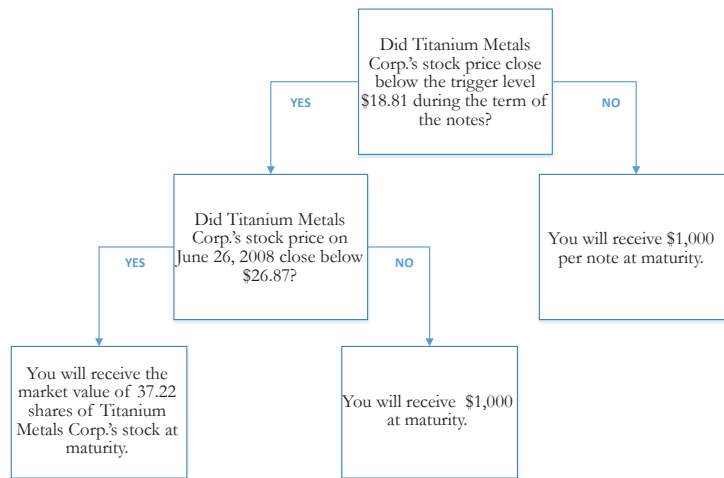 Did Titanium Metals
Corp.'s stock price close
below the trigger level
$18.81 during the term of
the notes?
YES
NO
Did Titanium Metals
Corp.'s stock price on
June 26, 2008 close below
$26.87?
You will receive $1,000
per note at maturity.
YES
NO
You will receive the
market value of 37.22
shares of Titanium
Metals Corp.'s stock at
maturity.
You will receive $1,000
at maturity.